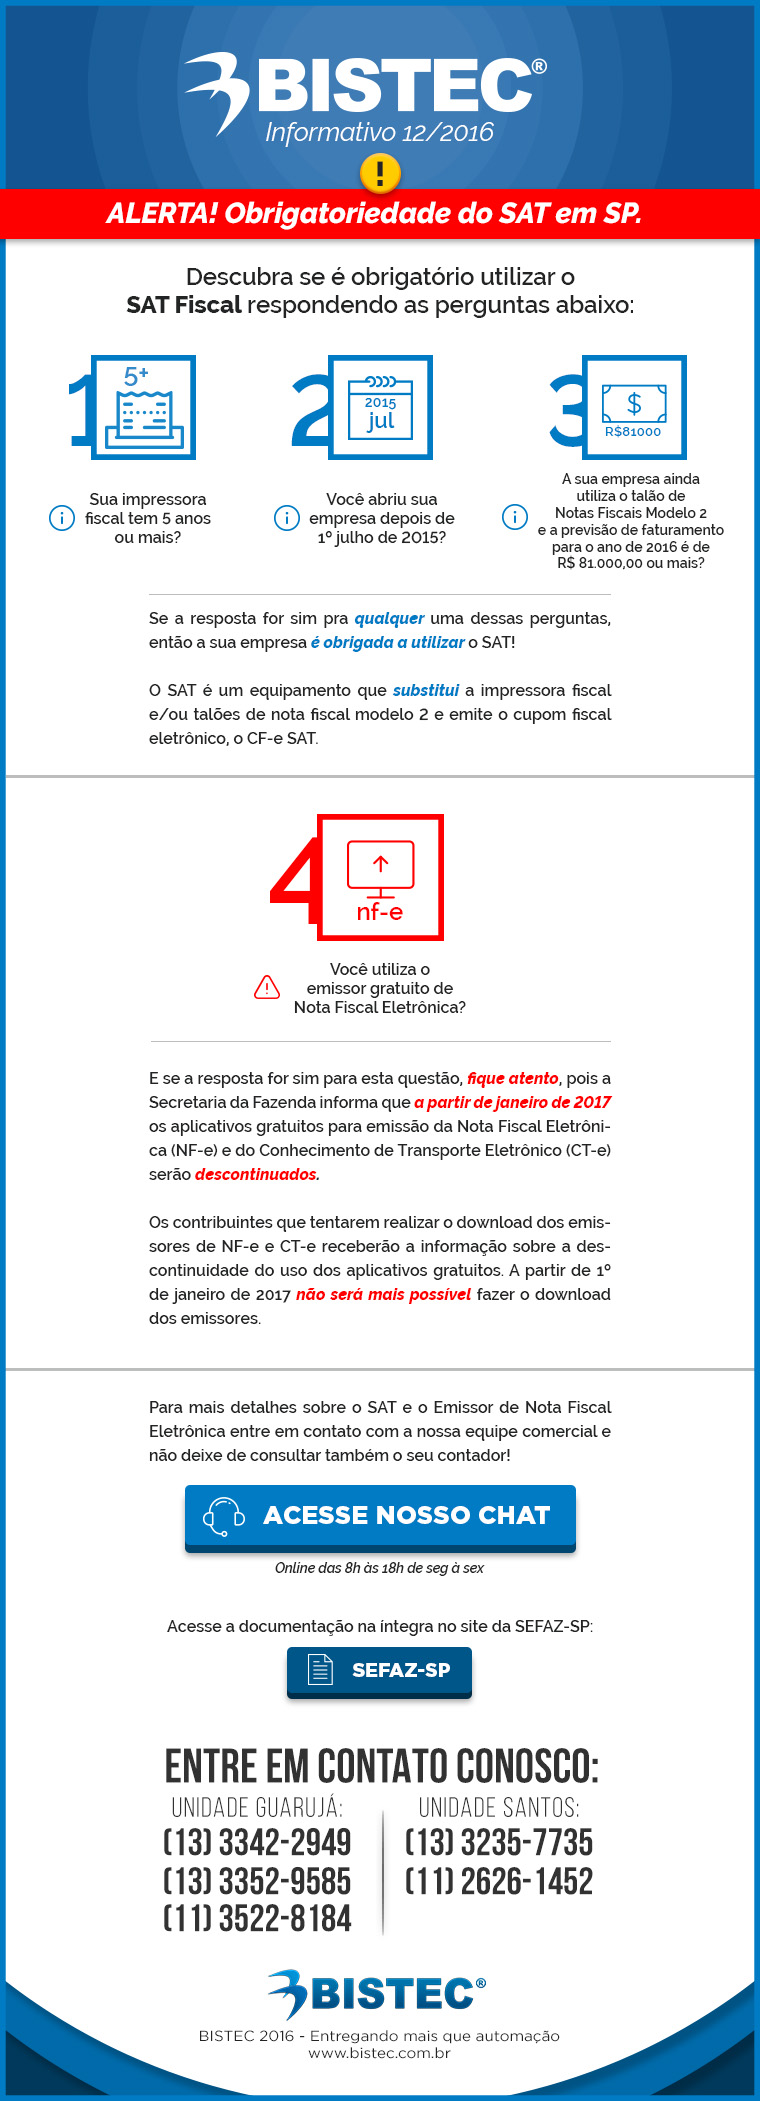 BISTEC®
Informativo 12/2016
!
ALERTA! Obrigatoriedade do SAT em SP.
Descubra se é obrigatório utilizar o
SAT Fiscal respondendo as perguntas abaixo:
1
5+
i
Sua impressora
fiscal tem 5 anos
ou mais?
2
2015
jul
i
Você abriu sua
empresa depois de
1º julho de 2015?
3
$
R$81000
i
A sua empresa ainda
utiliza o talão de
Notas Fiscais Modelo 2
e a previsão de faturamento
para o ano de 2016 é de
R$ 81.000,00 ou mais?
Se a resposta for sim pra qualquer uma dessas perguntas,
então a sua empresa é obrigada a utilizar o SAT!
O SAT é um equipamento que substitui a impressora fiscal
e/ou talões de nota fiscal modelo 2 e emite o cupom fiscal
eletrônico, o CF-e SAT.
4
nf-e
!
Você utiliza o
emissor gratuito de
Nota Fiscal Eletrônica?
E se a resposta for sim para esta questão, fique atento, pois a
Secretaria da Fazenda informa que a partir de janeiro de 2017
os aplicativos gratuitos para emissão da Nota Fiscal Eletrôni-
ca (NF-e) e do Conhecimento de Transporte Eletrônico (CT-e)
serão descontinuados.
Os contribuintes que tentarem realizar o download dos emis-
sores de NF-e e CT-e receberão a informação sobre a des-
continuidade do uso dos aplicativos gratuitos. A partir de 1º
de janeiro de 2017 não será mais possível fazer o download
dos emissores.
Para mais detalhes sobre o SAT e o Emissor de Nota Fiscal
Eletrônica entre em contato com a nossa equipe comercial e
não deixe de consultar também o seu contador!
ACESSE NOSSO CHAT
Online das 8h às 18h de seg à sex
Acesse a documentação na íntegra no site da SEFAZ-SP:
SEFAZ-SP
ENTRE EM CONTATO CONOSCO:
UNIDADE GUARUJÁ:
(13) 3342-2949
(13) 3352-9585
(11) 3522-8184
UNIDADE SANTOS:
(13) 3235-7735
(11) 2626-1452
BISTEC®
BISTEC 2016 - Entregando mais que automação
www.bistec.com.br